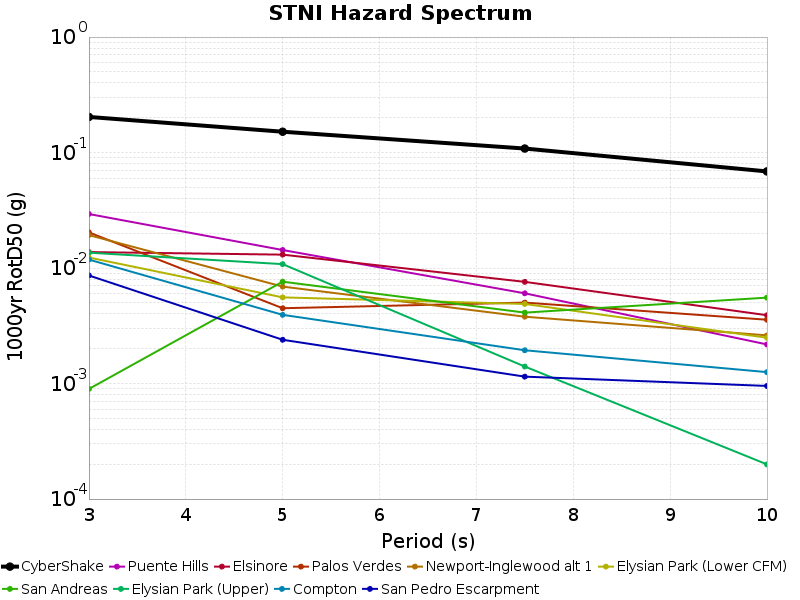 STNI Hazard Spectrum
10^0
10^-1
10^-2
10^-3
10^-4
1000yr RotD50 (g)
3 4 5 6 7 8 9 10
Period (s)
CyberShake Puente Hills Elsinore Palos Verdes Newport-Inglewood alt 1 Elysian Park (Lower CFM)
San Andreas Elysian Park (Upper) Compton San Pedro Escarpment